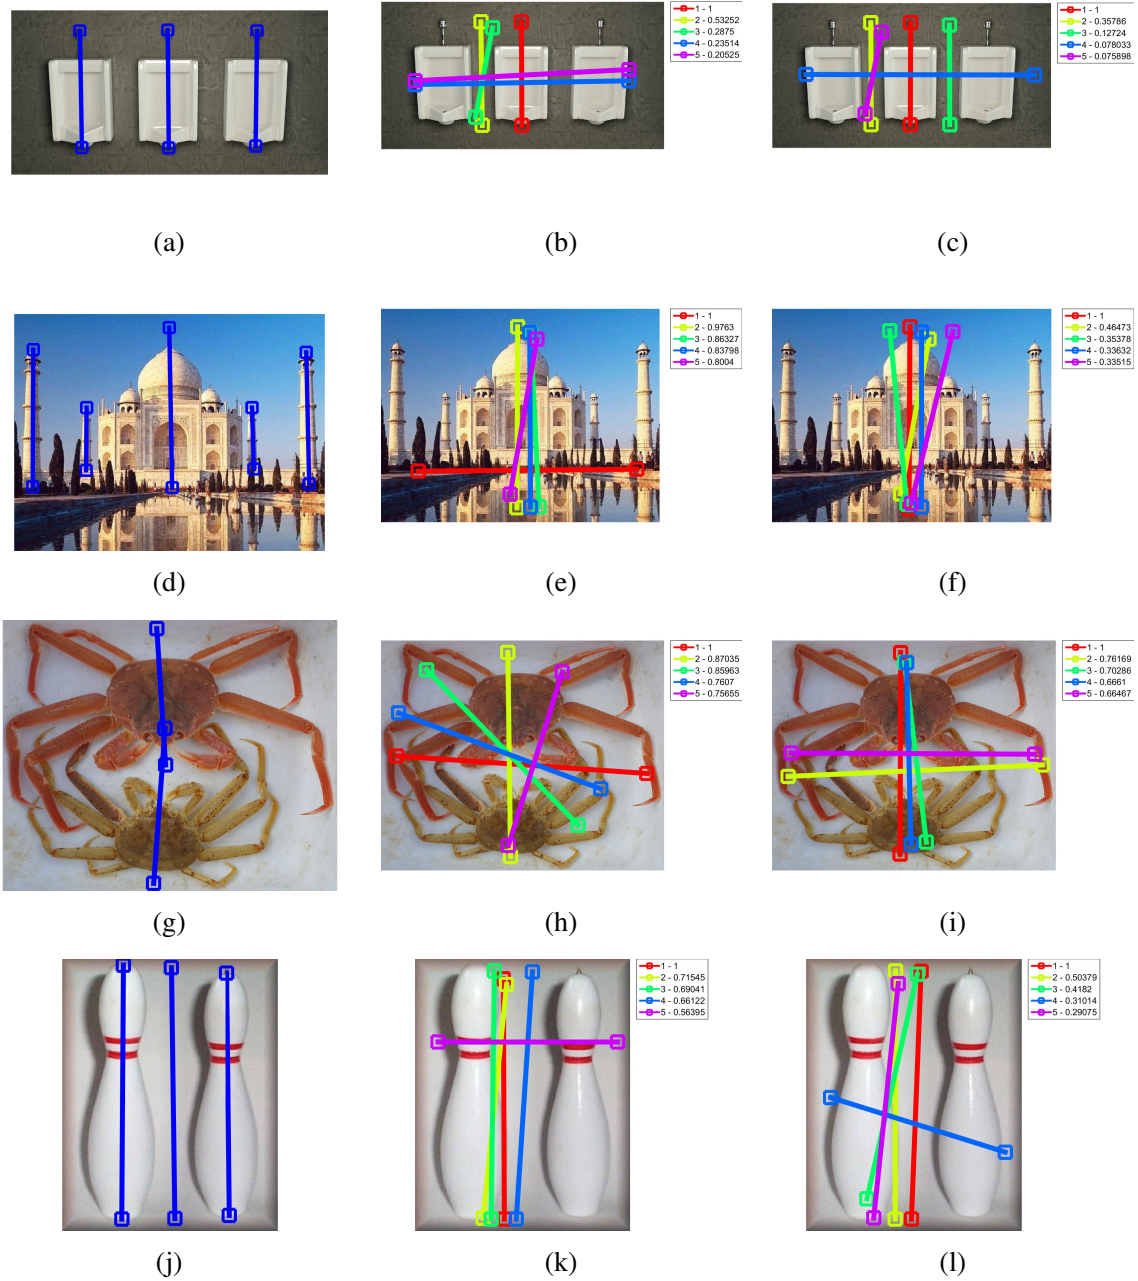 1 - 1
2 - 0.53252
3 - 0.2875
4 - 0.23514
5 - 0.20525
1 - 1
2 - 0.35786
3 - 0.12724
4 - 0.078033
5 - 0.075898
(a)
(b)
(c)
1 - 1
2 - 0.9763
3 - 0.86327
4 - 0.83798
5 - 0.8004
1 - 1
2 - 0.46473
3 - 0.35378
4 - 0.33632
5 - 0.33515
(d)
(e)
(f)
1 - 1
2 - 0.87035
3 - 0.85963
4 - 0.7607
5 - 0.75655
1 - 1
2 - 0.76169
3 - 0.70286
4 - 0.6661
5 - 0.66467
(g)
(h)
(i)
1 - 1
2 - 0.71545
3 - 0.69041
4 - 0.66122
5 - 0.56395
1 - 1
2 - 0.50379
3 - 0.4182
4 - 0.31014
5 - 0.29075
(j)
(k)
(l)